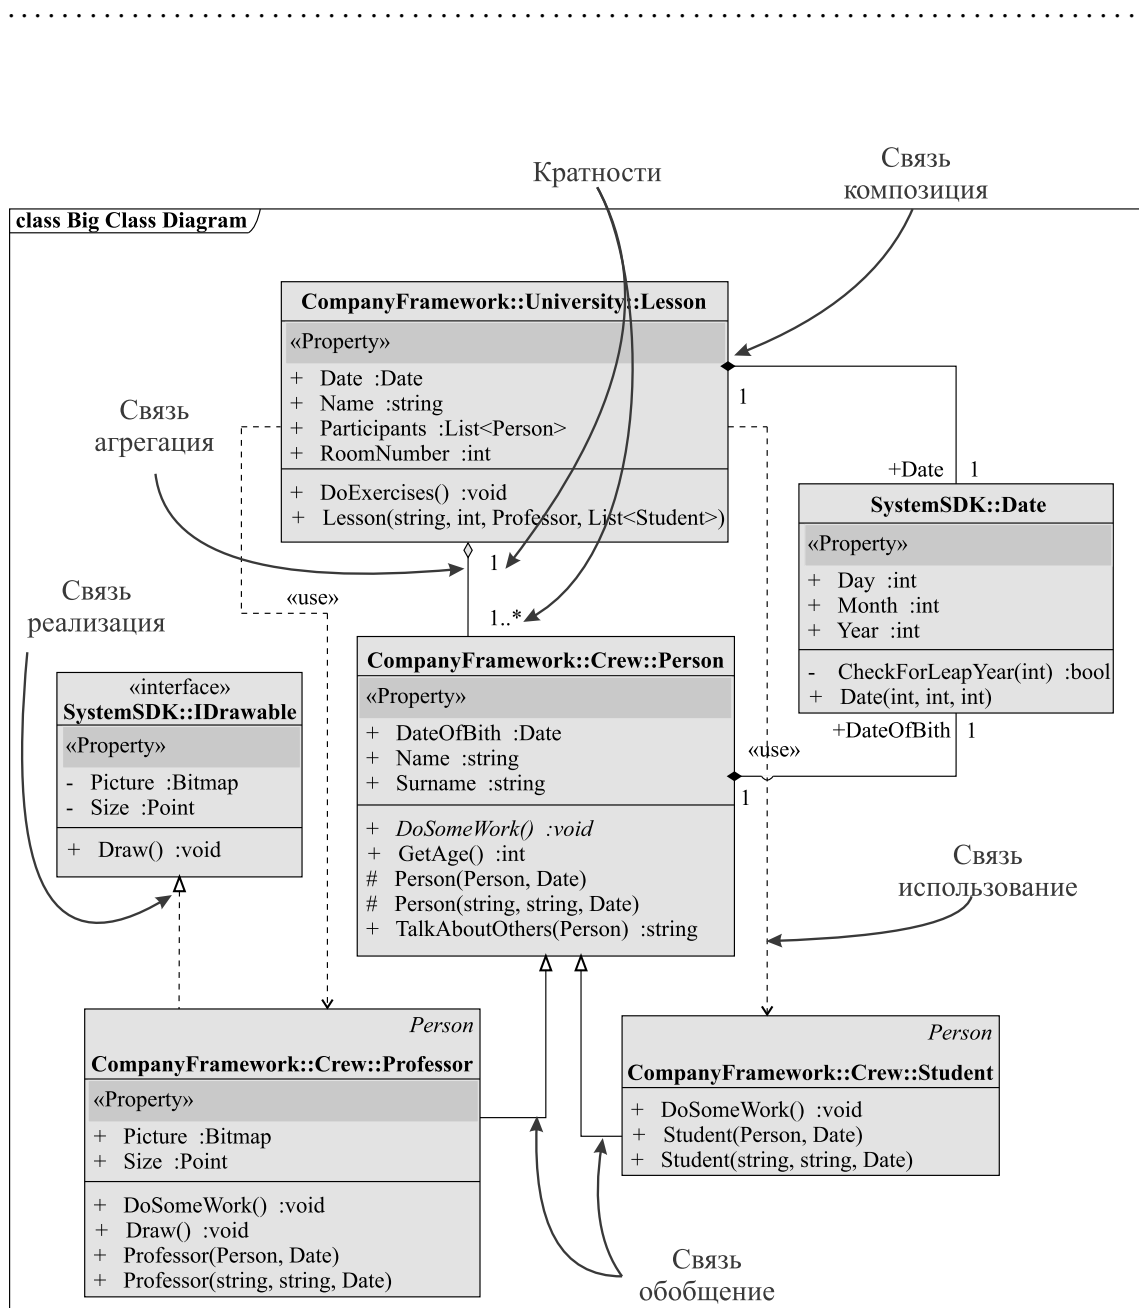 Кратности
Связь
композиция
class Big Class Diagram
CompanyFramework::University::Lesson
«Property»
+ Date :Date
+ Name :string
+ Participants :List<Person>
+ RoomNumber :int
+ DoExercises() :void
+ Lesson(string, int, Professor, List<Student>)
1
Связь
агрегация
+Date 1
SystemSDK::Date
«Property»
+ Day :int
+ Month :int
+ Year :int
- CheckForLeapYear(int) :bool
+ Date(int, int, int)
+DateOfBith 1
1
1..*
«use»
Связь
реализация
CompanyFramework::Crew::Person
«Property»
+ DateOfBith :Date
+ Name :string
+ Surname :string
+ DoSomeWork() :void
+ GetAge() :int
# Person(Person, Date)
# Person(string, string, Date)
+ TalkAboutOthers(Person) :string
«use»
1
«interface»
SystemSDK::IDrawable
«Property»
- Picture :Bitmap
- Size :Point
+ Draw() :void
Связь
использование
Person
CompanyFramework::Crew::Professor
«Property»
+ Picture :Bitmap
+ Size :Point
+ DoSomeWork() :void
+ Draw() :void
+ Professor(Person, Date)
+ Professor(string, string, Date)
Person
CompanyFramework::Crew::Student
+ DoSomeWork() :void
+ Student(Person, Date)
+ Student(string, string, Date)
Связь
обобщение